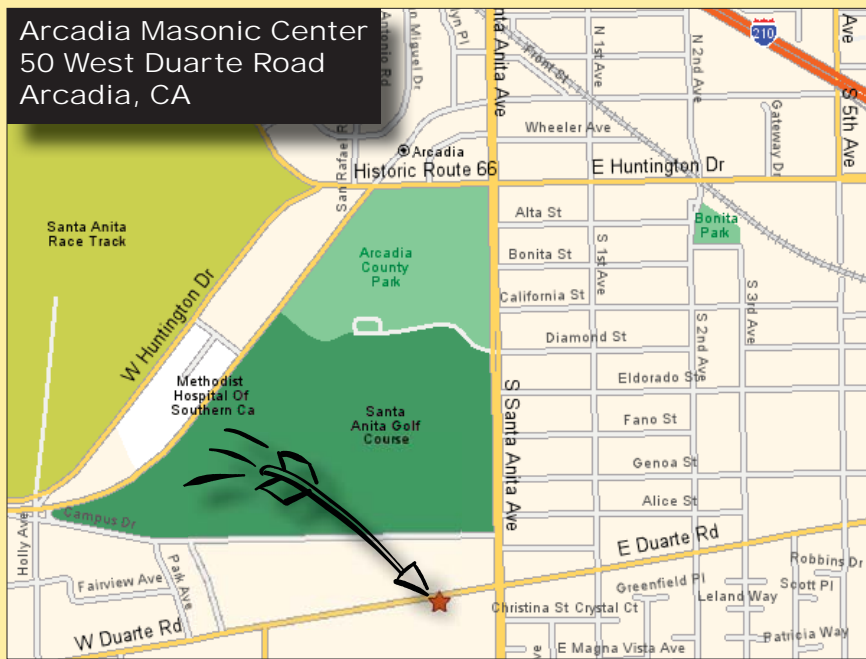 Arcadia Masonic Center
50 West Duarte Road
Arcadia, CA
Antonio Rd
n Miguel Dr
yn Pl
San Rafae R
Santa Anita Ave
N 1st Ave
N 2nd Ave
210
Ave
S 5th Ave
Front St
Wheeler Ave
Gateway Dr
Arcadia
Historic Route 66
E Huntington Dr
Santa Anita
Race Track
Alta St
Bonita
Park
Arcadia
County
Park
Bonita St
S 1st Ave
California St
S 2nd Ave
S 3rd Ave
W Huntington Dr
Diamond St
Methodist
Hospital Of
Southern Ca
Eldorado St
Santa
Anita Golf
Course
S Santa Anita Ave
Fano St
Genoa St
Alice St
Campus Dr
Holly Ave
E Duarte Rd
Robbins Dr
Park Ave
Fairview Ave
Greenfield Pl
Scott Pl
Leland Way
Christina St
Crystal Ct
W Duarte Rd
Patricia Way
E Magna Vista Ave
ve